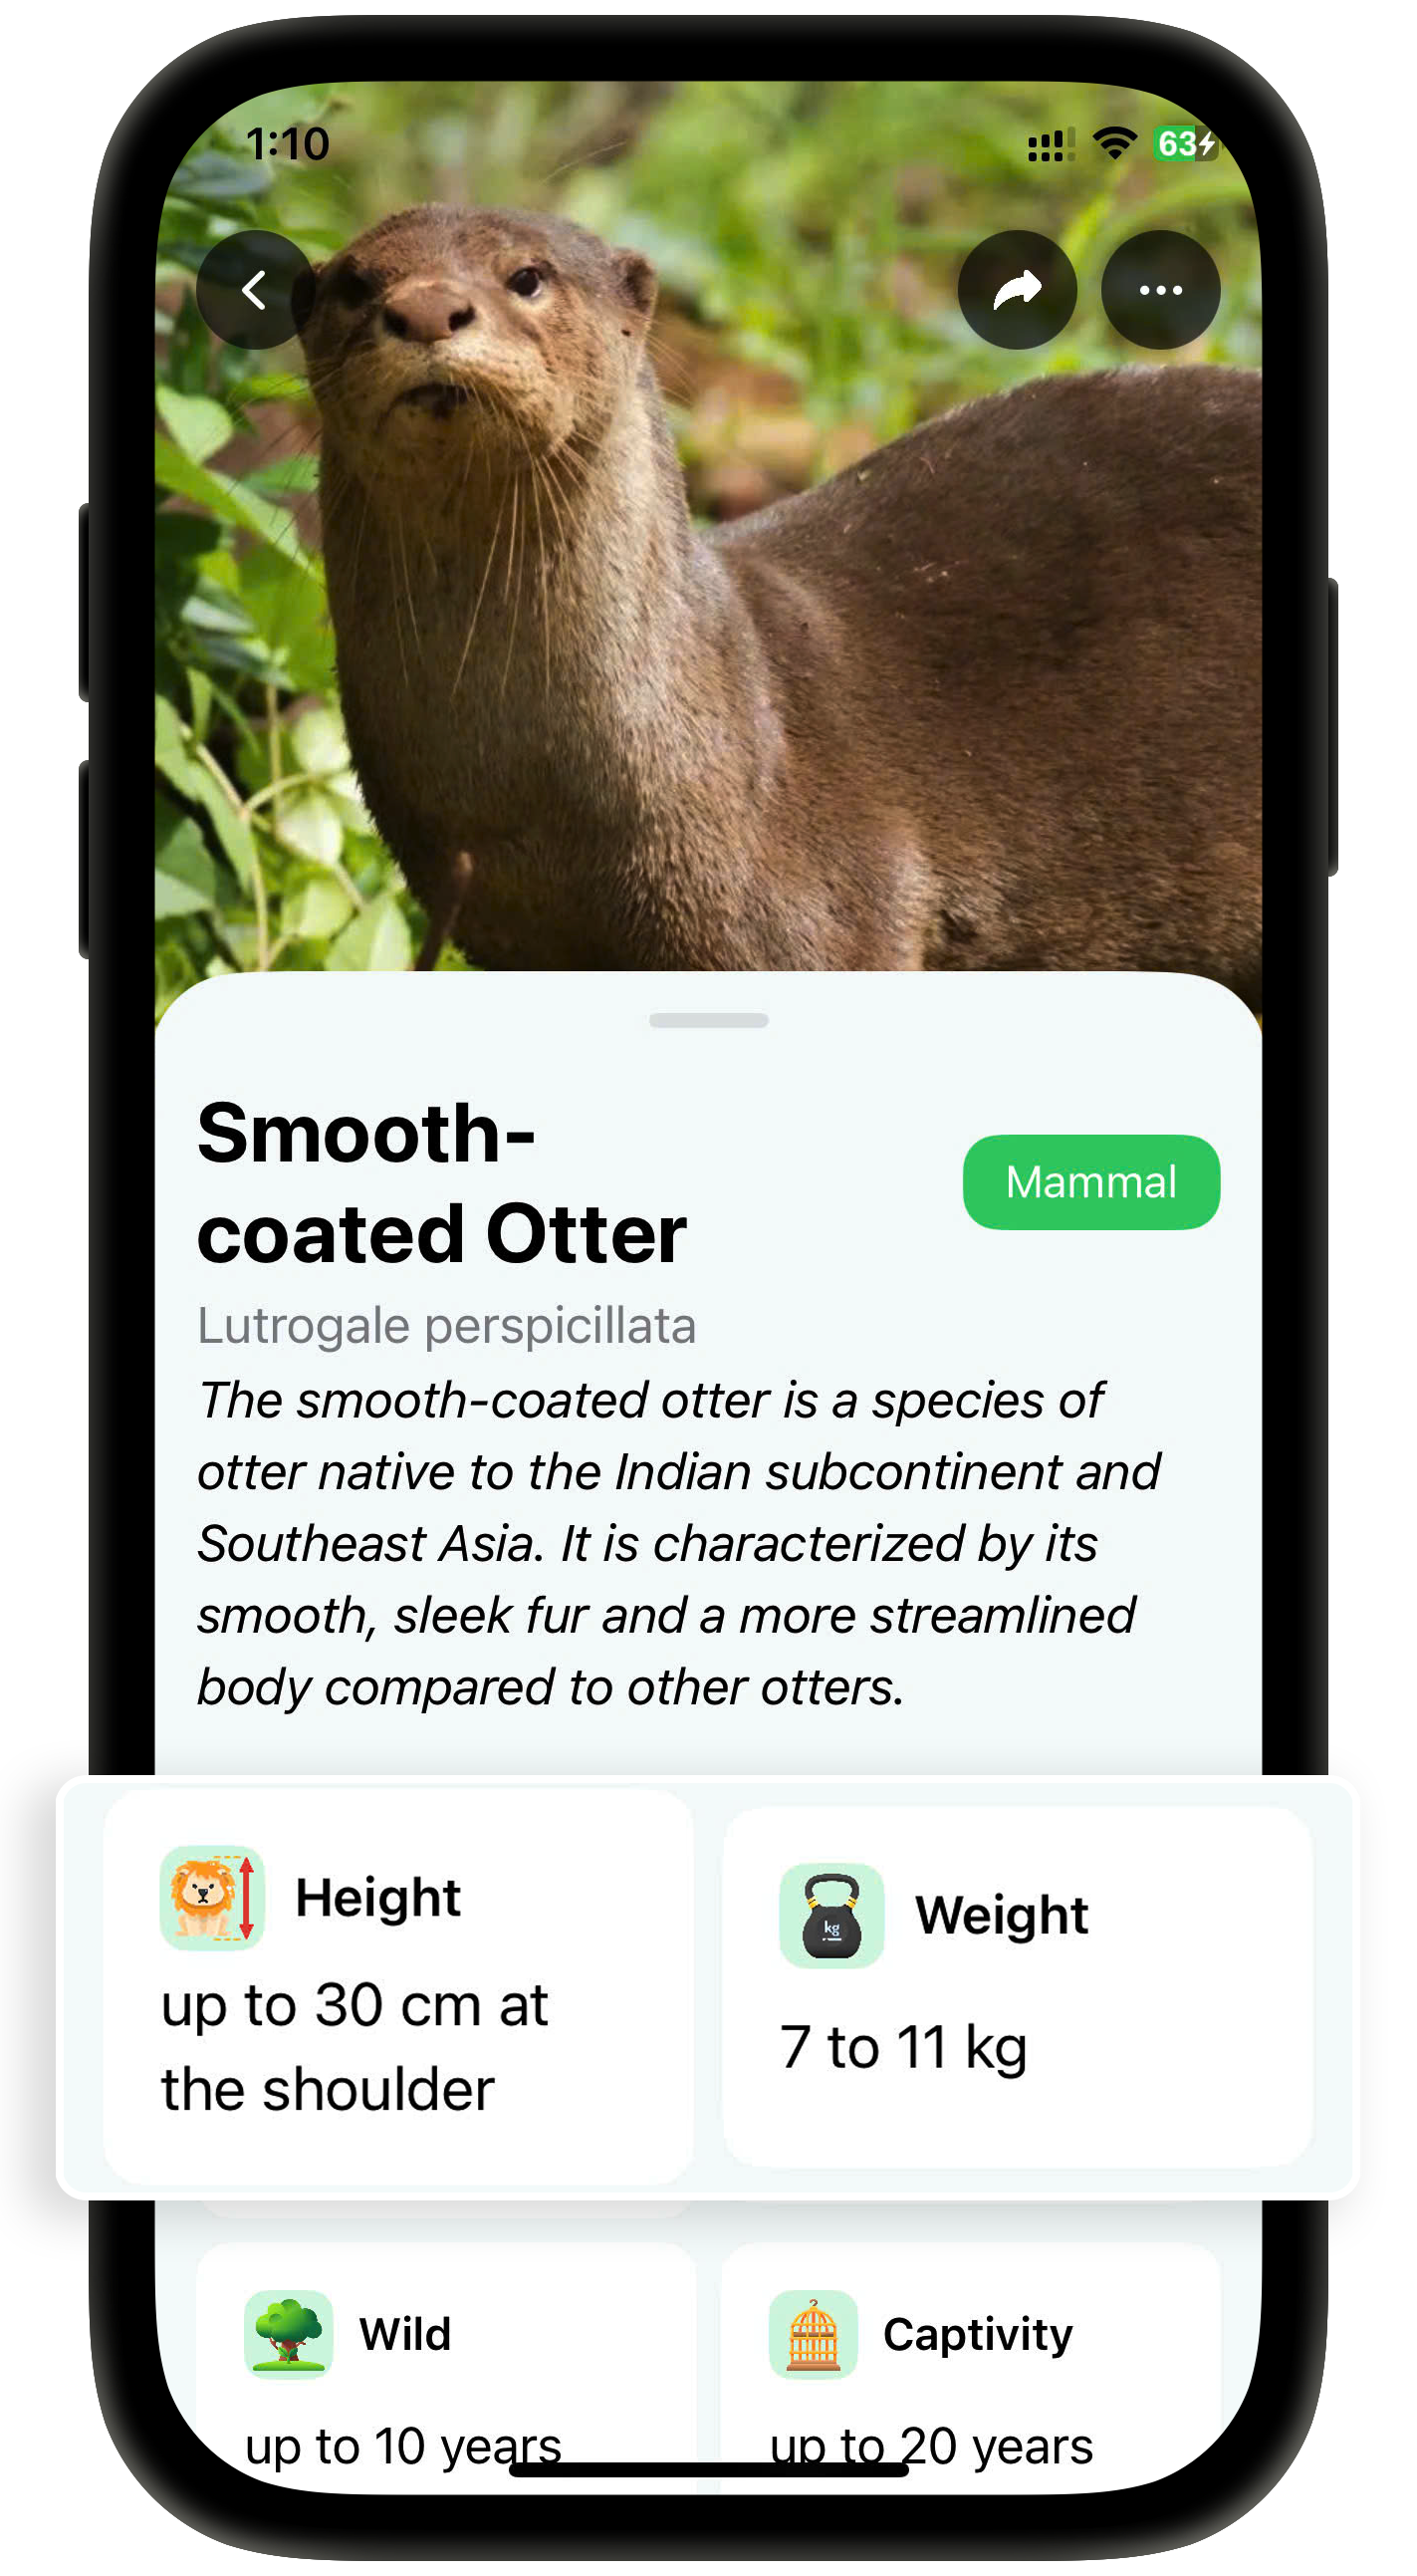 1:10
63
Smooth-
coated Otter
Mammal
Lutrogale perspicillata
The smooth-coated otter is a species of
otter native to the Indian subcontinent and
Southeast Asia. It is characterized by its
smooth, sleek fur and a more streamlined
body compared to other otters.
Height
up to 30 cm at
the shoulder
kg
Weight
7 to 11 kg
Wild
up to 10 years
Captivity
up to 20 years